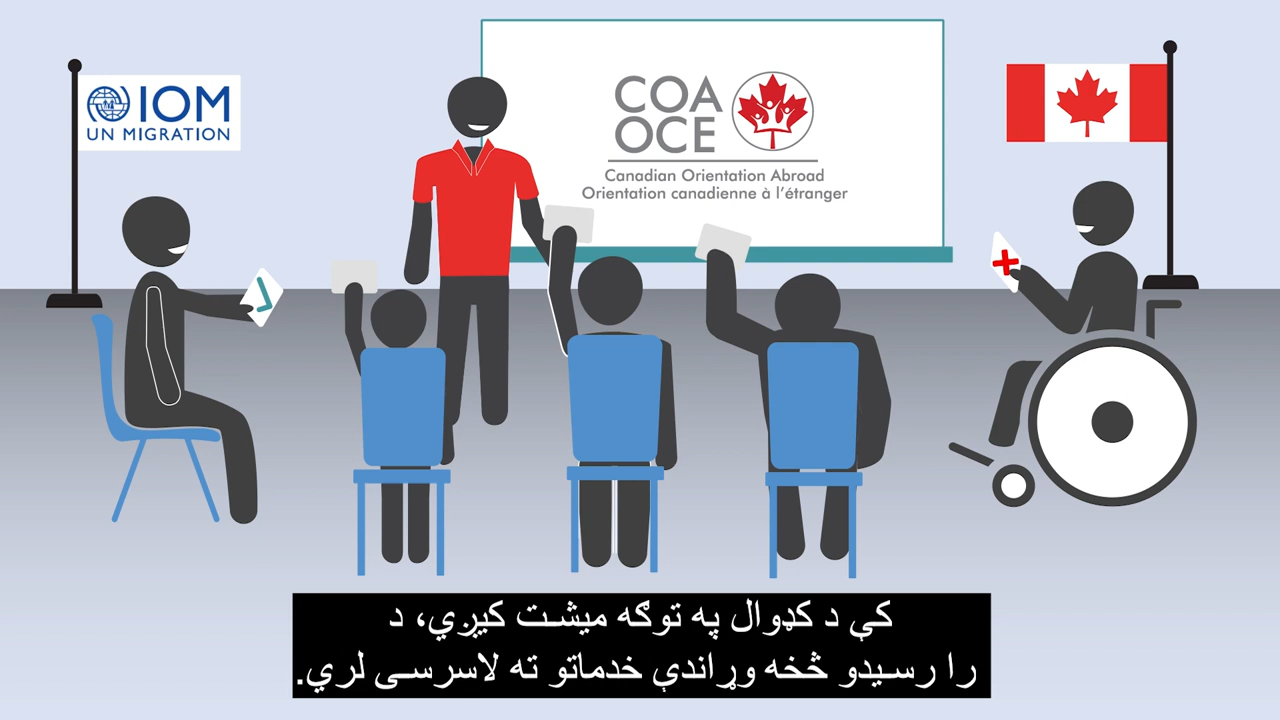 IOM
UN MIGRATION
COA
OCE
Canadian Orientation Abroad
Orientation canadienne à l'étranger
کې د کډوال په توګه میشت کیږي، د
را رسیدو څخه وړاندې خدماتو ته لاسرسی لري.